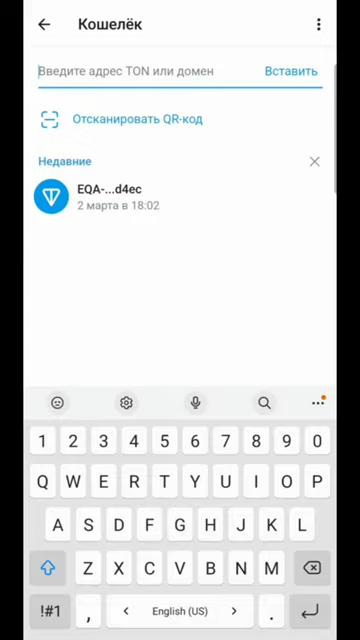 Кошелёк
Введите адрес TON или домен Вставить
Отсканировать QR-код
Недавние
EQA-...d4ec
2 марта в 18:02
1 2 3 4 5 6 7 8 9 0
Q W E R T Y U I O P
A S D F G H J K L
Z X C V B N M
!#1 , English (US) .